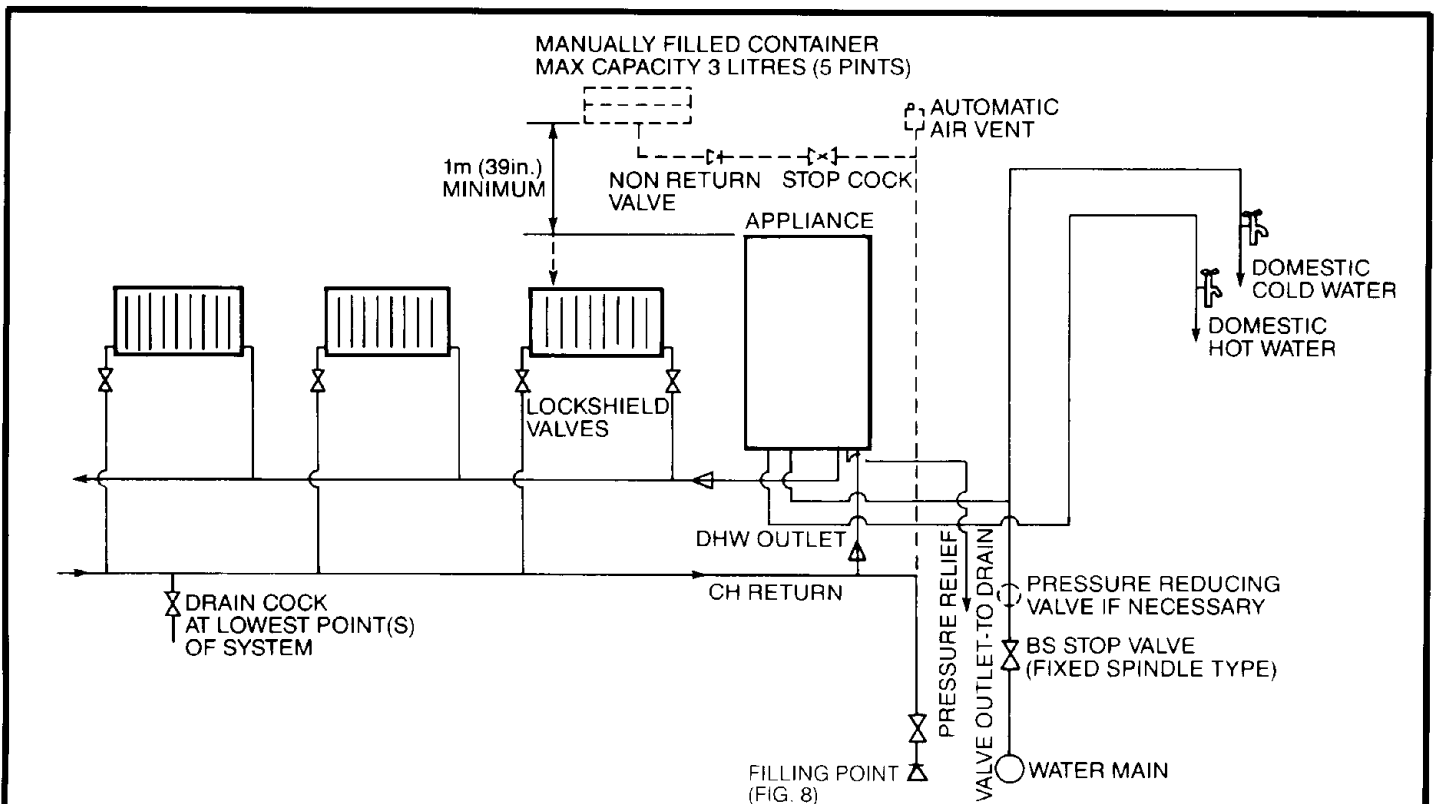 MANUALLY FILLED CONTAINER
MAX CAPACITY 3 LITRES (5 PINTS)
AUTOMATIC
AIR VENT
1m (39in.)
MINIMUM
NON RETURN
VALVE
STOP COCK
APPLIANCE
DOMESTIC
COLD WATER
DOMESTIC
HOT WATER
LOCKSHIELD
VALVES
DHW OUTLET
CH RETURN
DRAIN COCK
AT LOWEST POINT(S)
OF SYSTEM
PRESSURE RELIEF
VALVE OUTLET-TO DRAIN
PRESSURE REDUCING
VALVE IF NECESSARY
BS STOP VALVE
(FIXED SPINDLE TYPE)
FILLING POINT
(FIG. 8)
WATER MAIN